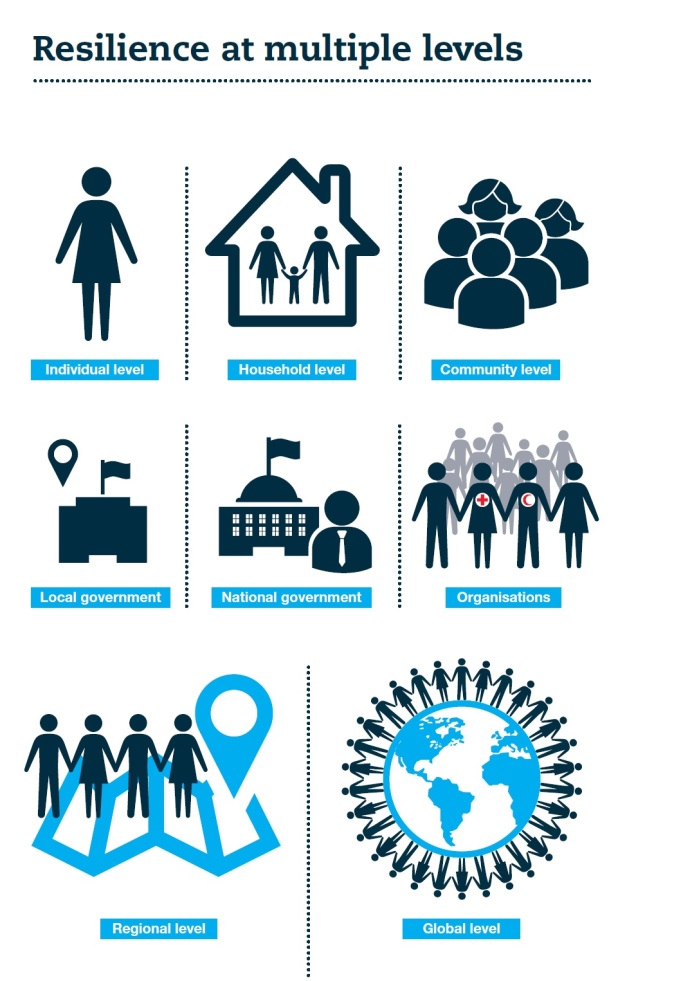 Resilience at multiple levels
Individual level
Household level
Community level
Local government
National government
Organisations
Regional level
Global level